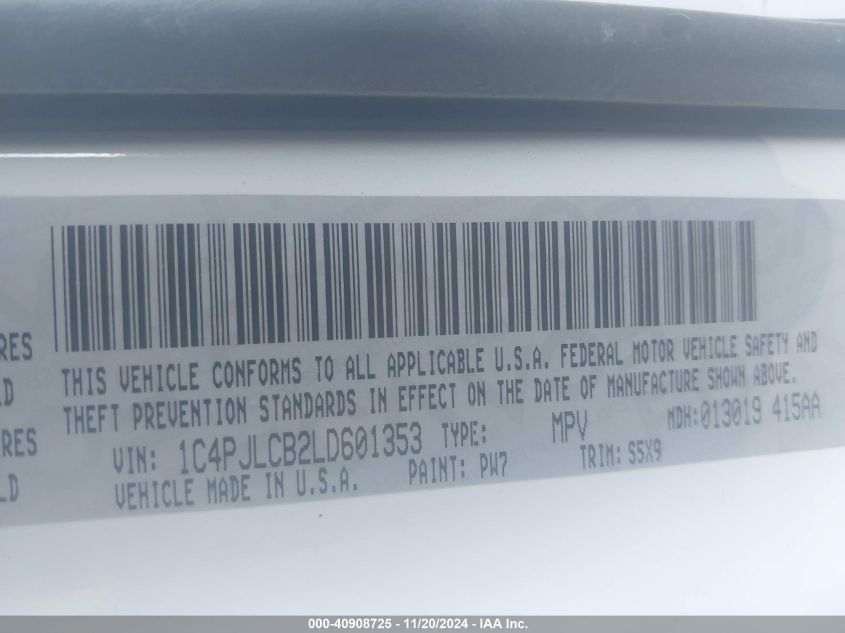 RES
THIS VEHICLE CONFORMS TO ALL APPLICABLE U.S.A. FEDERAL MOTOR VEHICLE SAFETY AND
D
THEFT PREVENTION STANDARDS IN EFFECT ON THE DATE OF MANUFACTURE SHOWN ABOVE.
RES
VIN: 1C4PJLCB2LD601353 TYPE: MPV MDH:013019 415AA
LD
VEHICLE MADE IN U.S.A. PAINT: PW7 TRIM: S5X9
000-40908725 - 11/20/2024 - IAA Inc.